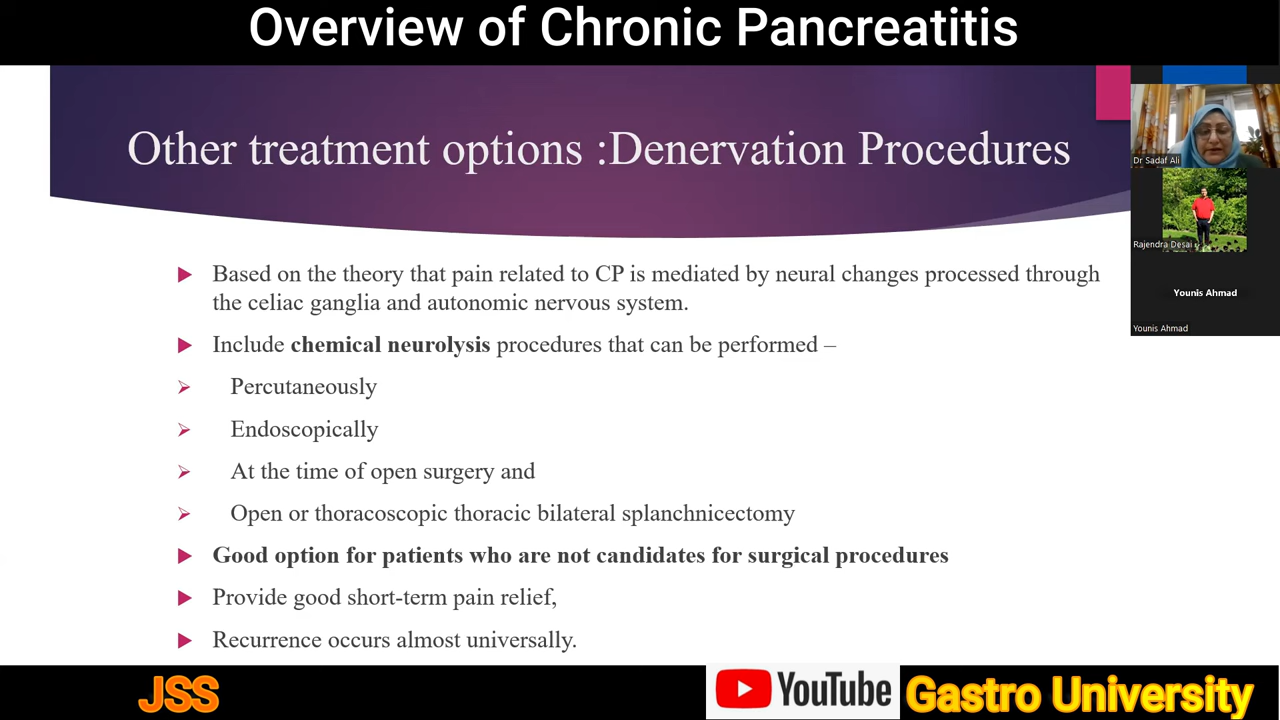 Overview of Chronic Pancreatitis
Other treatment options :Denervation Procedures
Dr Sadaf Ali
Rajendra Desai
Younis Ahmad
Younis Ahmad
Based on the theory that pain related to CP is mediated by neural changes processed through
the celiac ganglia and autonomic nervous system.
Include chemical neurolysis procedures that can be performed –
Percutaneously
Endoscopically
At the time of open surgery and
Open or thoracoscopic thoracic bilateral splanchnicectomy
Good option for patients who are not candidates for surgical procedures
Provide good short-term pain relief,
Recurrence occurs almost universally.
JSS
YouTube
Gastro University